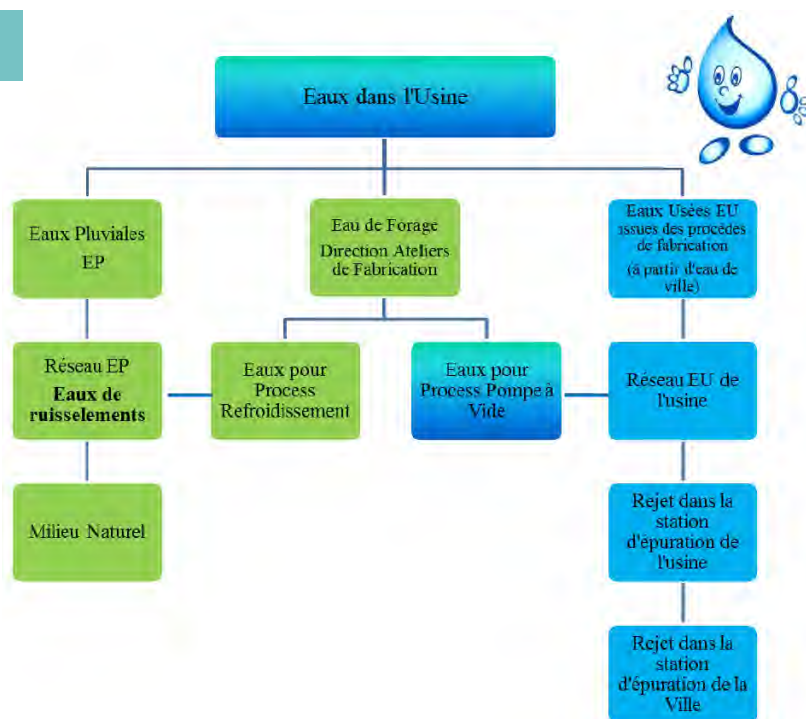 Eaux dans l'Usine
Eaux Pluviales
EP
Eau de Forage
Direction Ateliers
de Fabrication
Eaux Usées EU
issues des procédés
de fabrication
(à partir d'eau de
ville)
Réseau EP
Eaux de
ruisselements
Eaux pour
Process
Refroidissement
Eaux pour
Process Pompe à
Vide
Réseau EU de
l'usine
Milieu Naturel
Rejet dans la
station
d'épuration de
l'usine
Rejet dans la
station
d'épuration de la
Ville